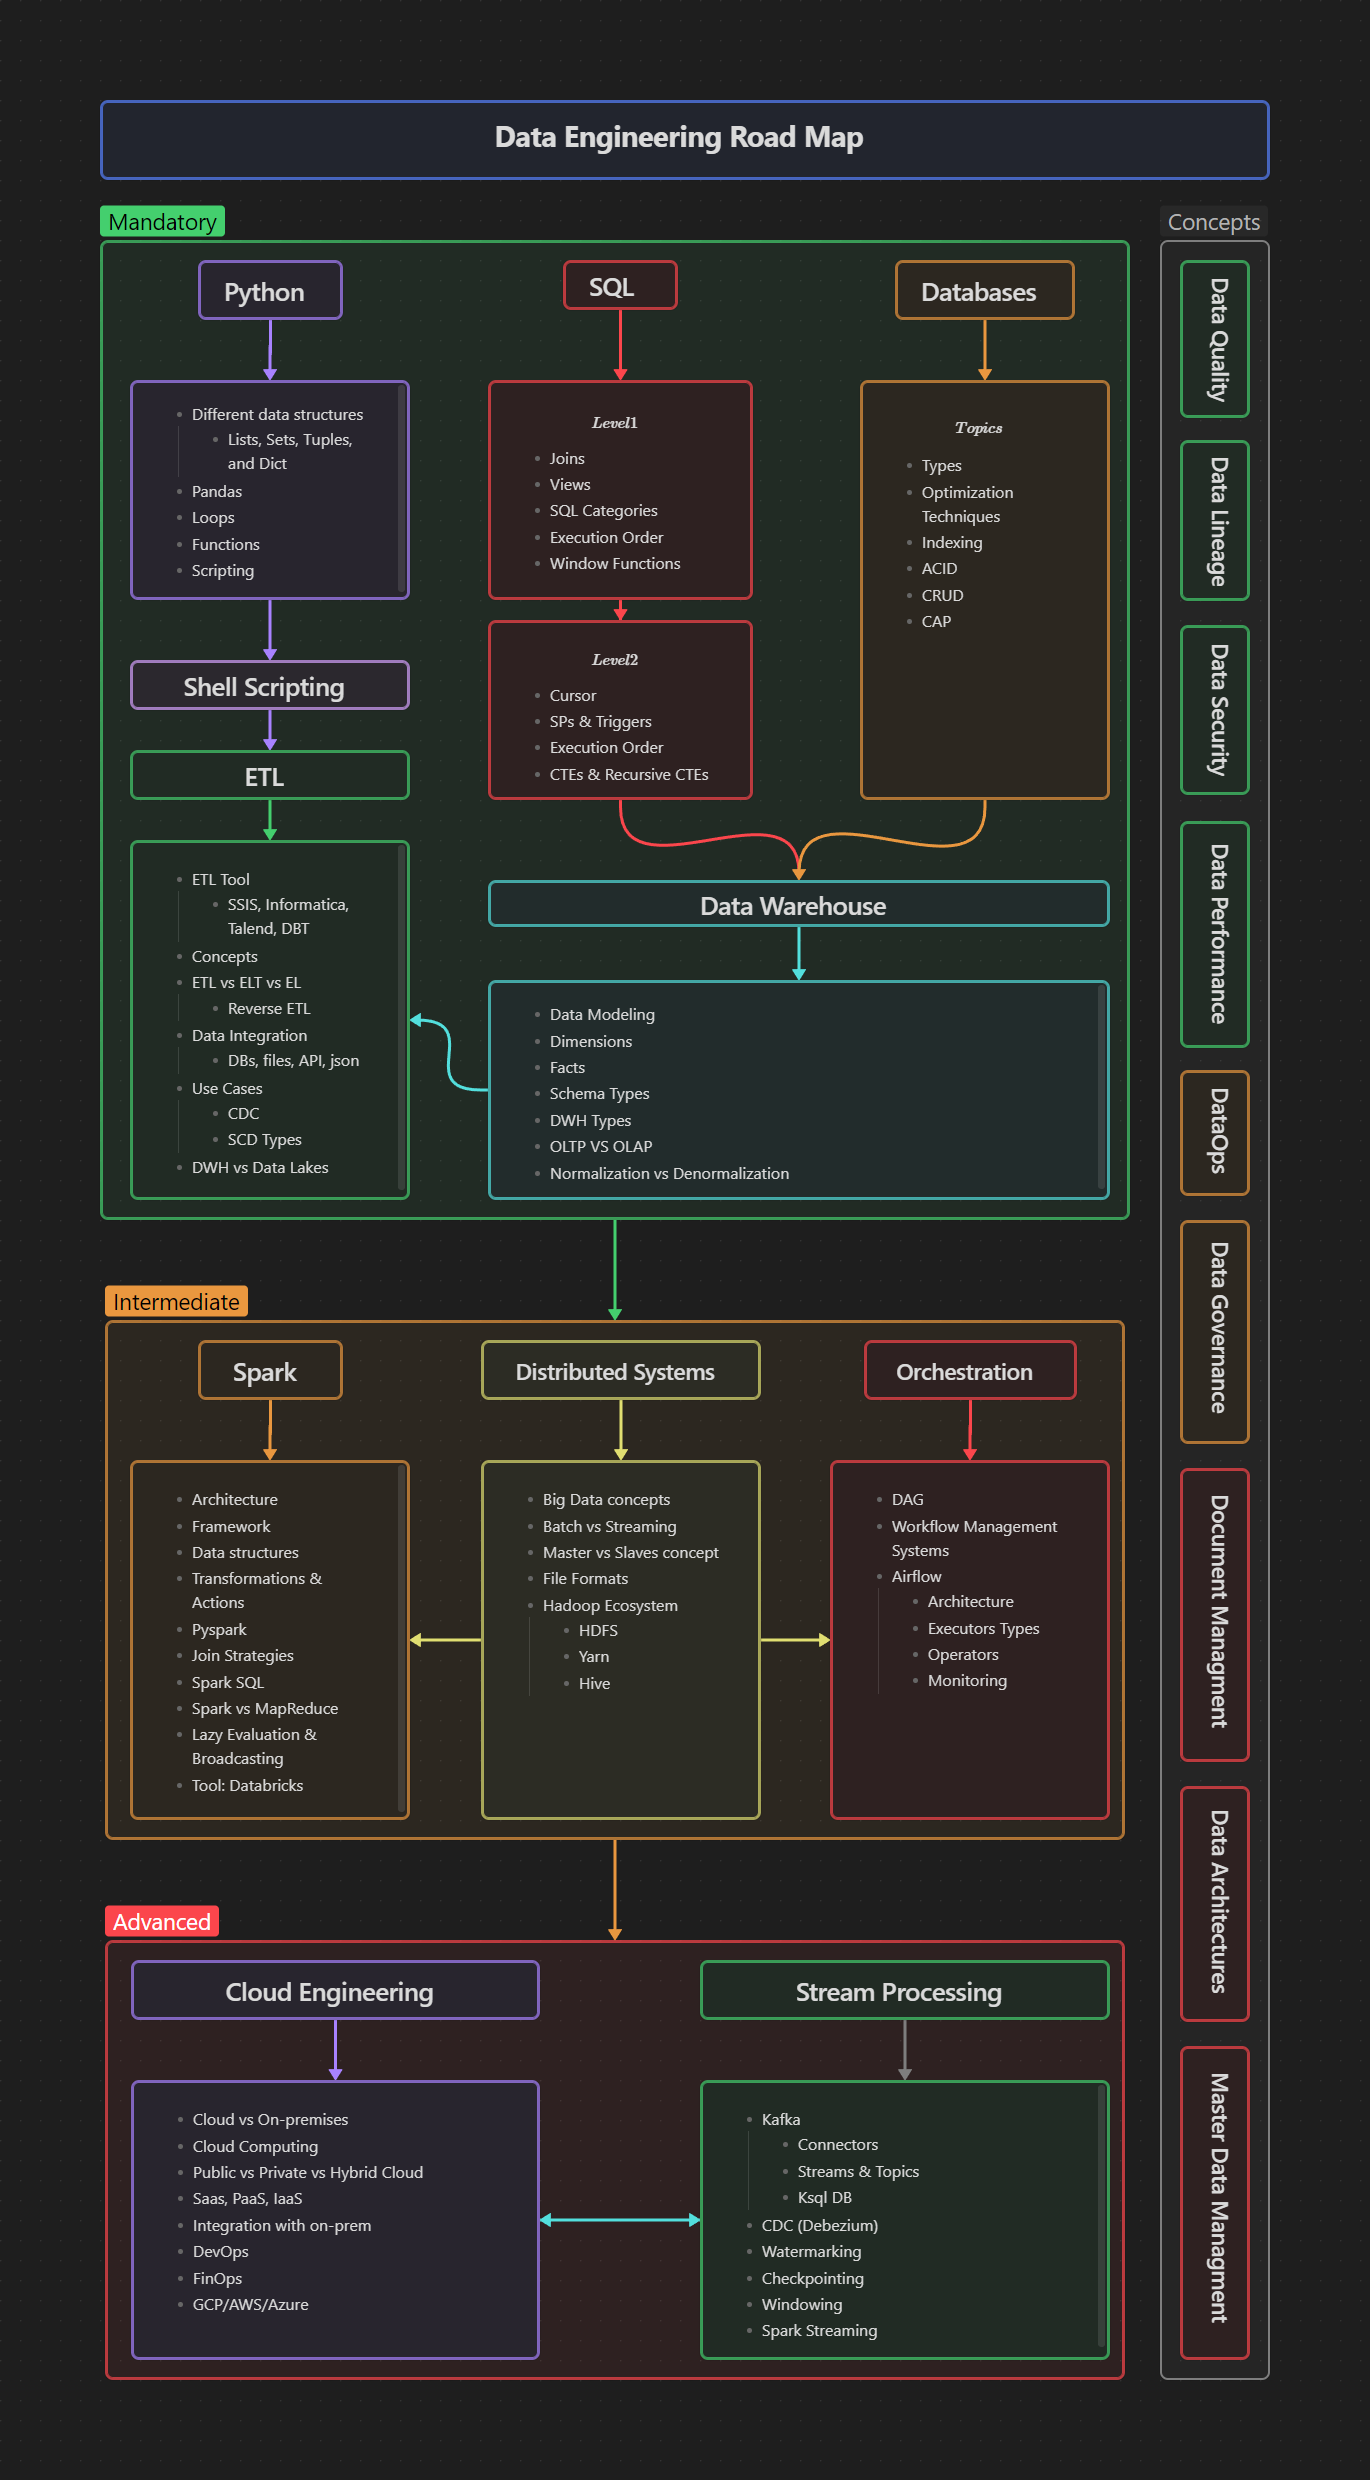 Data Engineering Road Map
Mandatory
Python
Different data structures
Lists, Sets, Tuples,
and Dict
Pandas
Loops
Functions
Scripting
Shell Scripting
ETL
ETL Tool
SSIS, Informatica,
Talend, DBT
Concepts
ETL vs ELT vs EL
Reverse ETL
Data Integration
DBs, files, API, json
Use Cases
CDC
SCD Types
DWH vs Data Lakes
SQL
Level1
Joins
Views
SQL Categories
Execution Order
Window Functions
Level2
Cursor
SPs & Triggers
Execution Order
CTEs & Recursive CTEs
Databases
Topics
Types
Optimization
Techniques
Indexing
ACID
CRUD
CAP
Data Warehouse
Data Modeling
Dimensions
Facts
Schema Types
DWH Types
OLTP VS OLAP
Normalization vs Denormalization
Intermediate
Spark
Architecture
Framework
Data structures
Transformations &
Actions
Pyspark
Join Strategies
Spark SQL
Spark vs MapReduce
Lazy Evaluation &
Broadcasting
Tool: Databricks
Distributed Systems
Big Data concepts
Batch vs Streaming
Master vs Slaves concept
File Formats
Hadoop Ecosystem
HDFS
Yarn
Hive
Orchestration
DAG
Workflow Management
Systems
Airflow
Architecture
Executors Types
Operators
Monitoring
Advanced
Cloud Engineering
Cloud vs On-premises
Cloud Computing
Public vs Private vs Hybrid Cloud
Saas, PaaS, IaaS
Integration with on-prem
DevOps
FinOps
GCP/AWS/Azure
Stream Processing
Kafka
Connectors
Streams & Topics
Ksql DB
CDC (Debezium)
Watermarking
Checkpointing
Windowing
Spark Streaming
Concepts
Data Quality
Data Lineage
Data Security
Data Performance
DataOps
Data Governance
Document Managment
Data Architectures
Master Data Managment